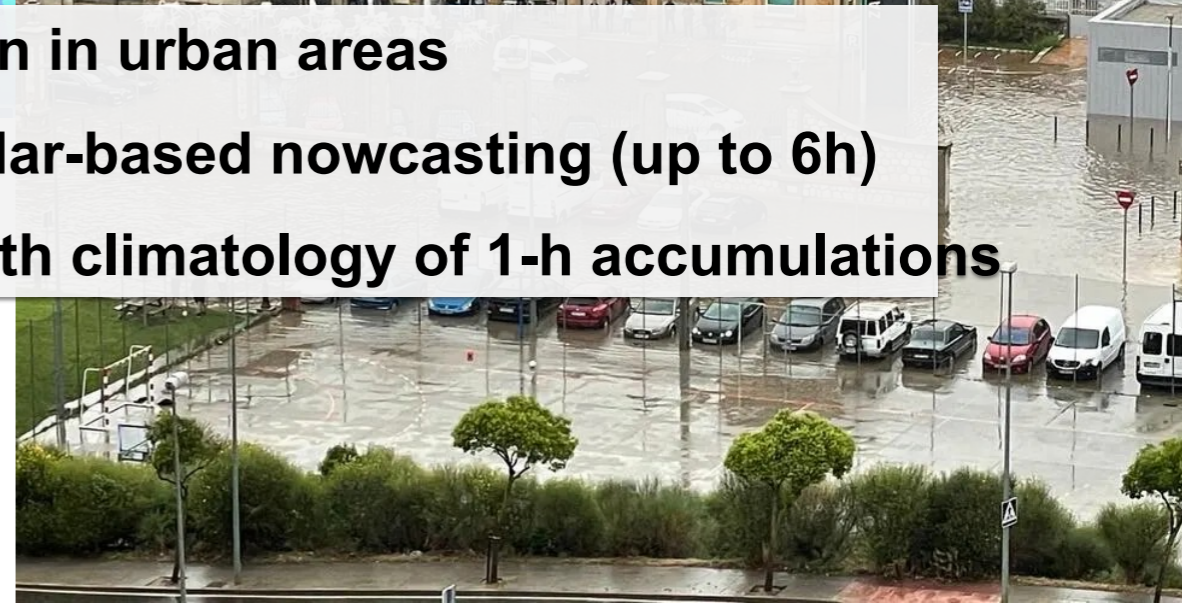 n in urban areas
lar-based nowcasting (up to 6h)
th climatology of 1-h accumulations